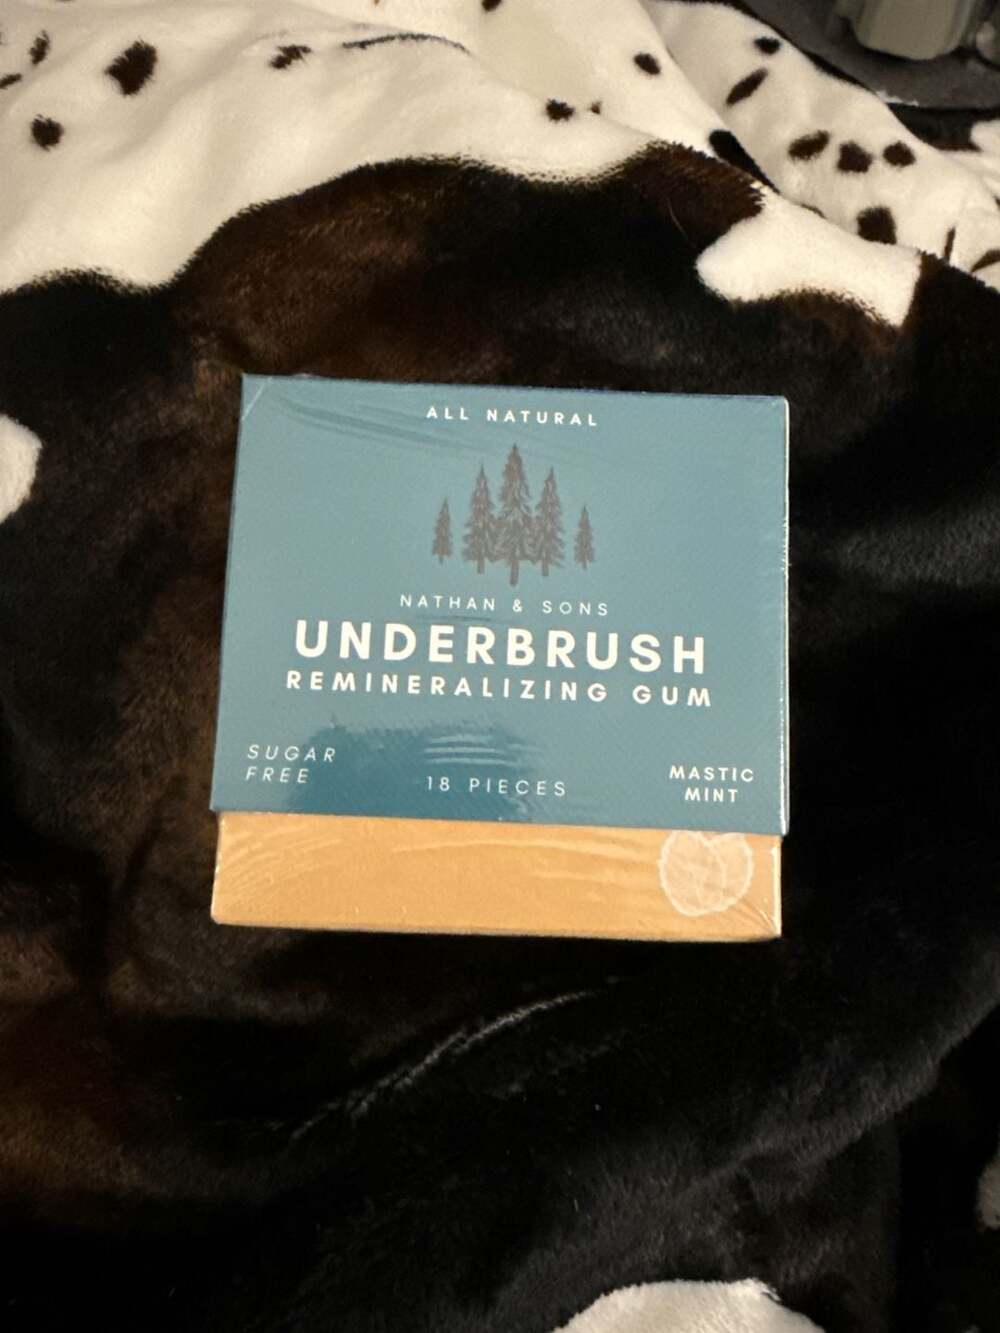 ALL NATURAL
NATHAN & SONS
UNDERBRUSH
REMINERALIZING GUM
SUGAR
FREE
18 PIECES
MASTIC
MINT